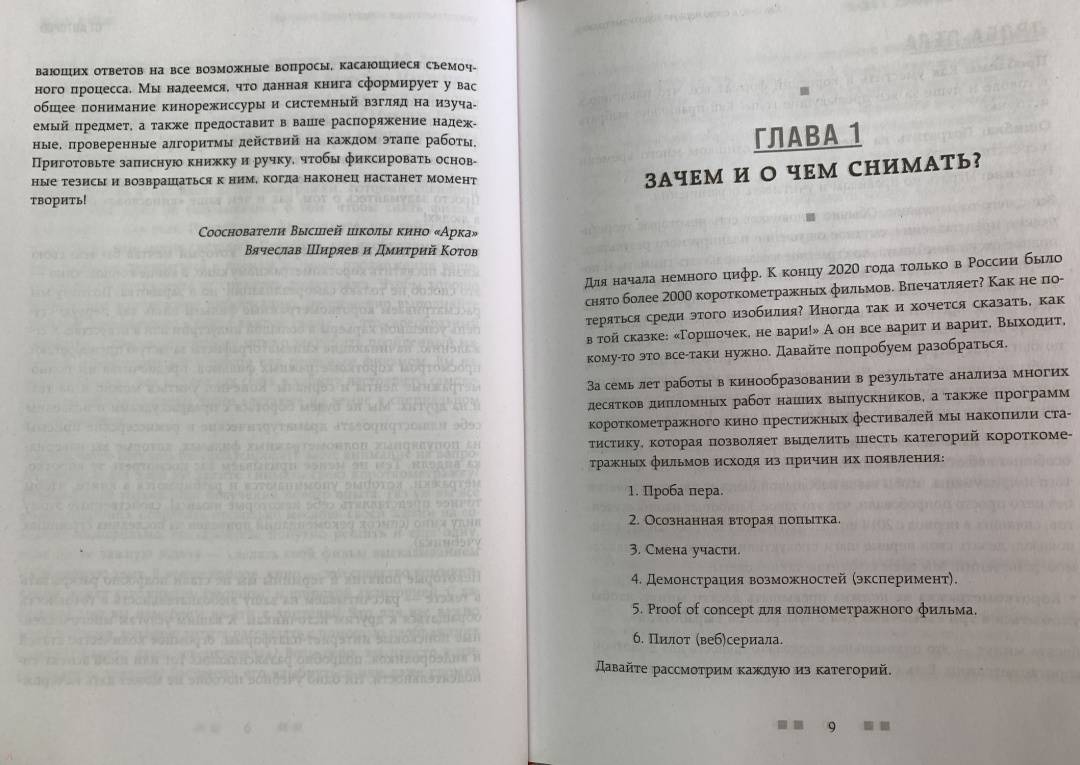 вающих ответов на все возможные вопросы, касающиеся съемоч-
ного процесса. Мы надеемся, что данная книга сформирует у вас
общее понимание кинорежиссуры и системный взгляд на изуча-
емый предмет, а также предоставит в ваше распоряжение надеж-
ные, проверенные алгоритмы действий на каждом этапе работы.
Приготовьте записную книжку и ручку, чтобы фиксировать основ-
ные тезисы и возвращаться к ним, когда наконец настанет момент
творить!
Сооснователи Высшей школы кино «Арка»
Вячеслав Ширяев и Дмитрий Котов
ГЛАВА 1
ЗАЧЕМ И О ЧЕМ СНИМАТЬ?
Для начала немного цифр. К концу 2020 года только в России было
снято более 2000 короткометражных фильмов. Впечатляет? Как не по-
теряться среди этого изобилия? Иногда так и хочется сказать, как
в той сказке: «Горшочек, не вари!» А он все варит и варит. Выходит,
кому-то это все-таки нужно. Давайте попробуем разобраться.
За семь лет работы в кинообразовании в результате анализа многих
десятков дипломных работ наших выпускников, а также программ
короткометражного кино престижных фестивалей мы накопили ста-
тистику, которая позволяет выделить шесть категорий короткоме-
тражных фильмов исходя из причин их появления:
1. Проба пера.
2. Осознанная вторая попытка.
3. Смена участи.
4. Демонстрация возможностей (эксперимент).
5. Proof of concept для полнометражного фильма.
6. Пилот (веб)сериала.
Давайте рассмотрим каждую из категорий.
9